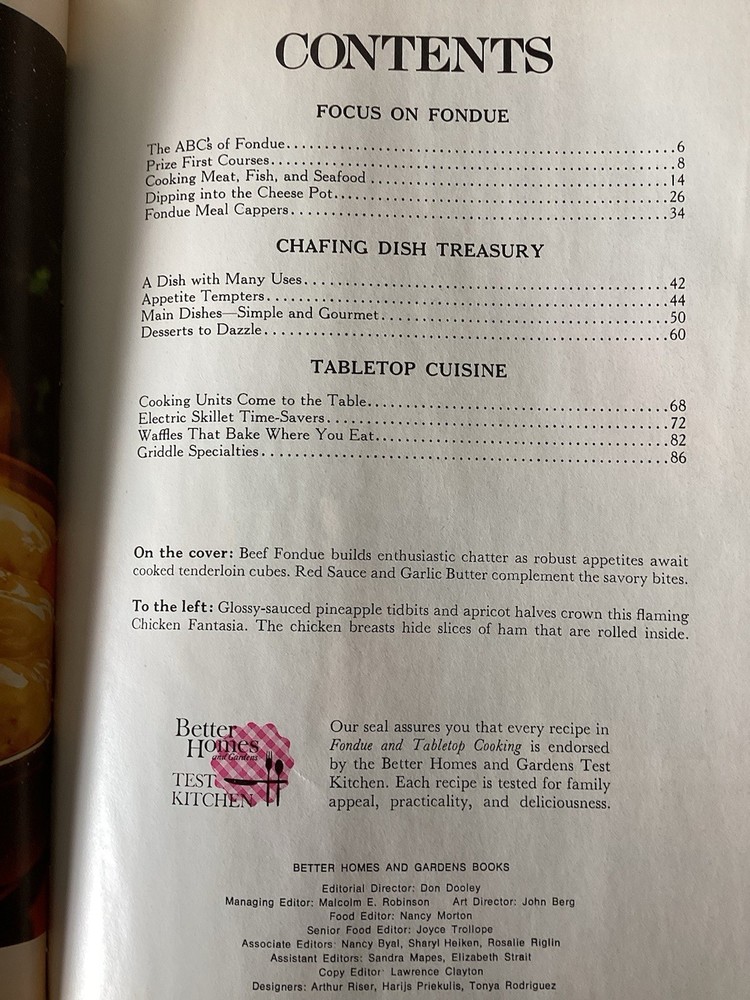 CONTENTS
FOCUS ON FONDUE
The ABC's of Fondue.................................................6
Prize First Courses.................................................8
Cooking Meat, Fish, and Seafood.................................................14
Dipping into the Cheese Pot.................................................26
Fondue Meal Cappers.................................................34
CHAFING DISH TREASURY
A Dish with Many Uses.................................................42
Appetite Tempters.................................................44
Main Dishes—Simple and Gourmet.................................................50
Desserts to Dazzle.................................................60
TABLETOP CUISINE
Cooking Units Come to the Table.................................................68
Electric Skillet Time-Savers.................................................72
Waffles That Bake Where You Eat.................................................82
Griddle Specialties.................................................86
On the cover: Beef Fondue builds enthusiastic chatter as robust appetites await
cooked tenderloin cubes. Red Sauce and Garlic Butter complement the savory bites.
To the left: Glossy-sauced pineapple tidbits and apricot halves crown this flaming
Chicken Fantasia. The chicken breasts hide slices of ham that are rolled inside.
Better
Homes
and Gardens
TEST
KITCHEN
Our seal assures you that every recipe in
Fondue and Tabletop Cooking is endorsed
by the Better Homes and Gardens Test
Kitchen. Each recipe is tested for family
appeal, practicality, and deliciousness.
BETTER HOMES AND GARDENS BOOKS
Editorial Director: Don Dooley
Managing Editor: Malcolm E. Robinson Art Director: John Berg
Food Editor: Nancy Morton
Senior Food Editor: Joyce Trollope
Associate Editors: Nancy Byal, Sharyl Heiken, Rosalie Riglin
Assistant Editors: Sandra Mapes, Elizabeth Strait
Copy Editor: Lawrence Clayton
Designers: Arthur Riser, Harijs Priekulis, Tonya Rodriguez